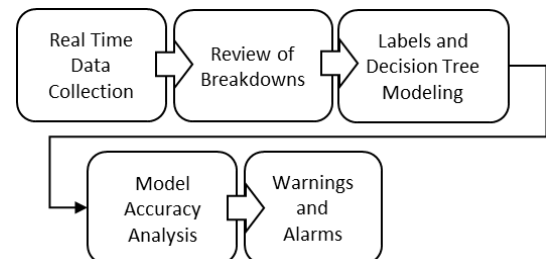 Real Time
Data
Collection
Review of
Breakdowns
Labels and
Decision Tree
Modeling
Model
Accuracy
Analysis
Warnings
and
Alarms